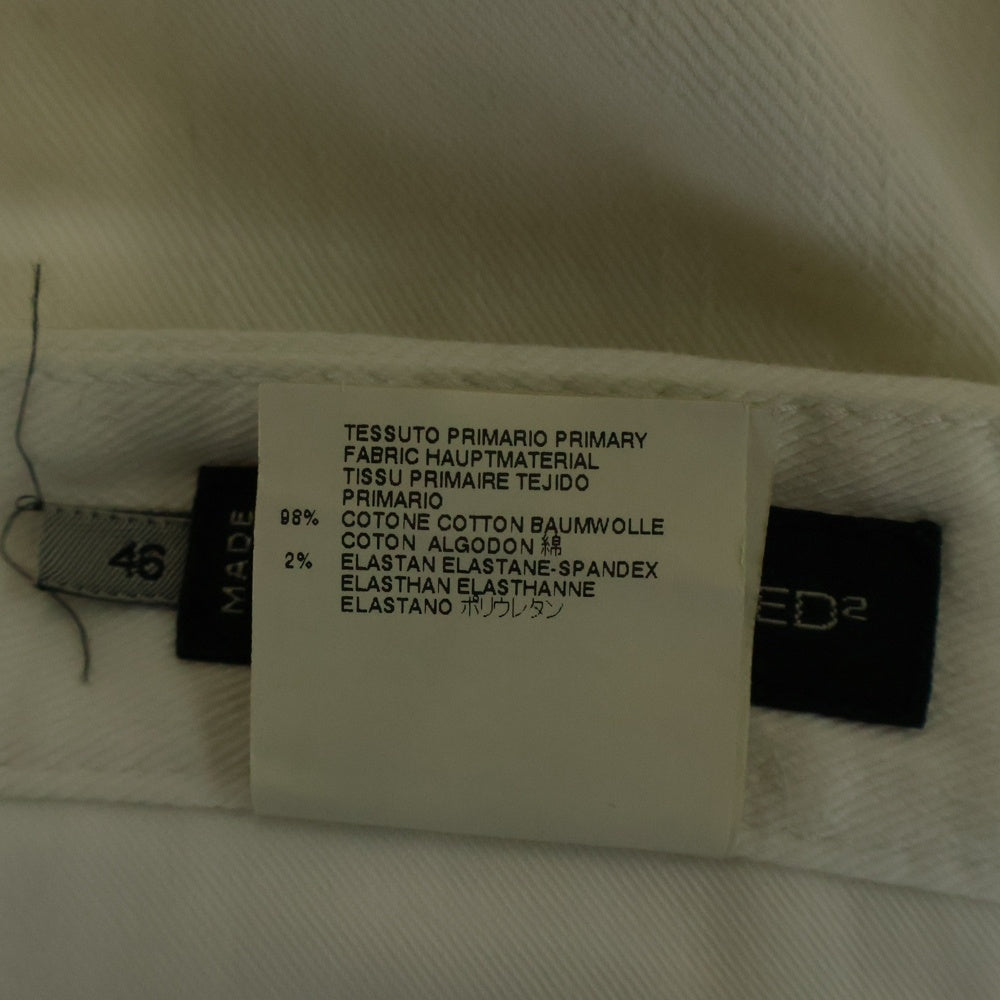 TESSUTO PRIMARIO PRIMARY
FABRIC HAUPTMATERIAL
TISSU PRIMAIRE TEJIDO
PRIMARIO
98% COTONE COTTON BAUMWOLLE
COTON ALGODON 綿
2% ELASTAN ELASTANE-SPANDEX
ELASTHAN ELASTHANNE
ELASTANO ポリウレタン
46
MADE
ED2